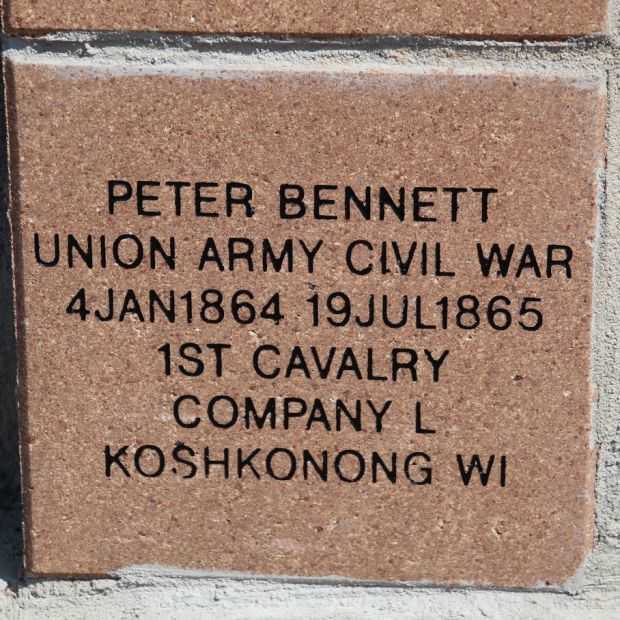 PETER BENNETT
UNION ARMY CIVIL WAR
4JAN1864 19JUL1865
1ST CAVALRY
COMPANY L
KOSHKONONG WI